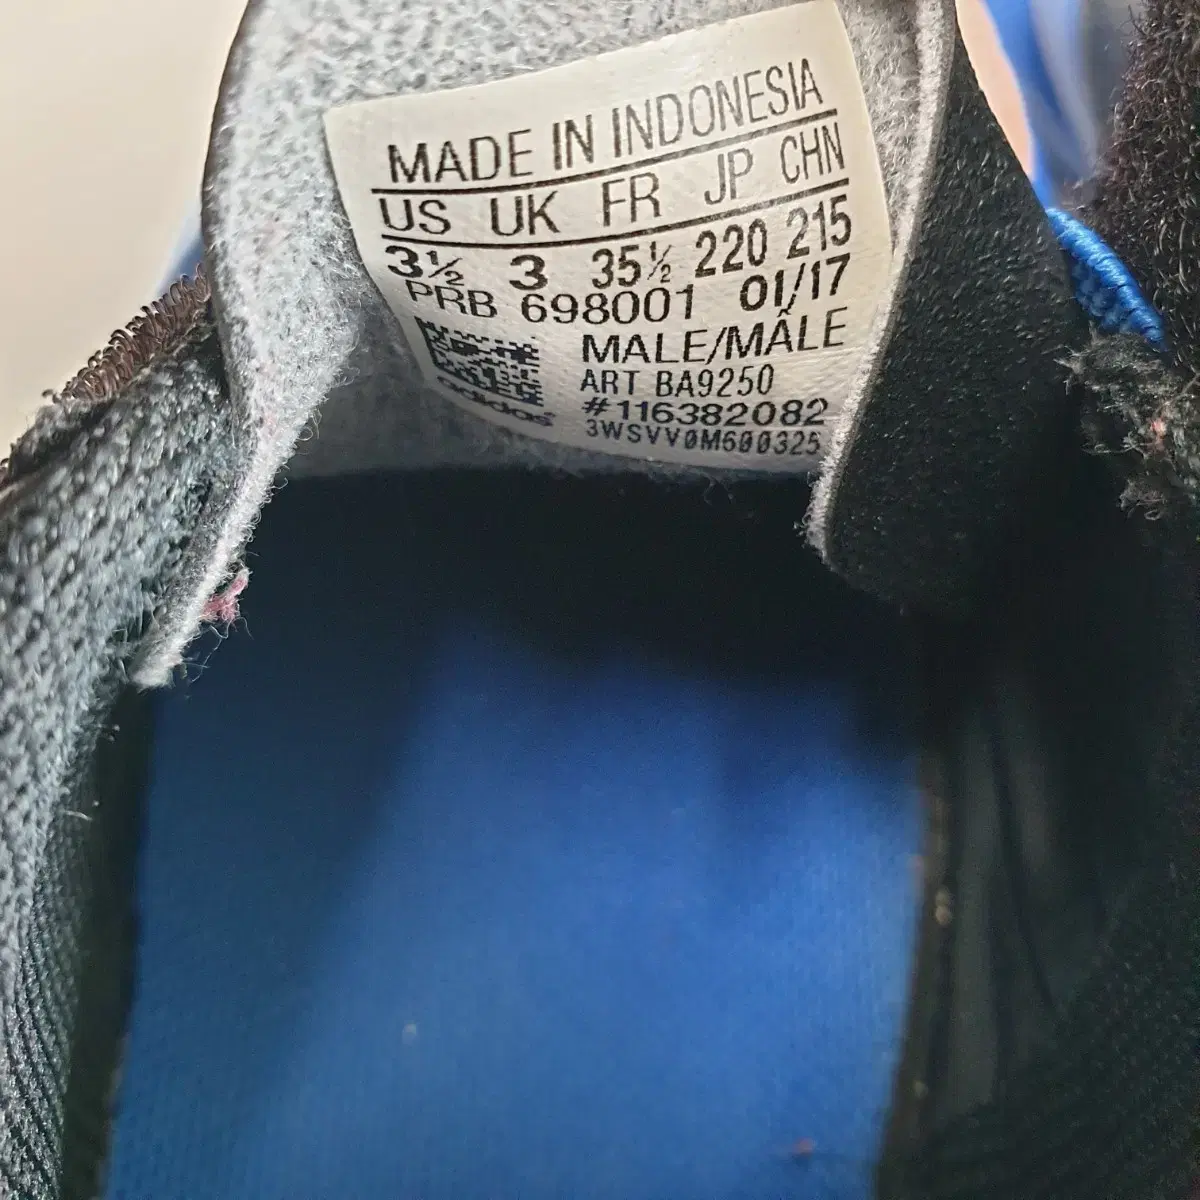 MADE IN INDONESIA
US UK FR JP CHN
3½ 3 35½ 220 215
PRB 698001 01/17
MALE/MÂLE
ART BA9250
adidas #116382082
3WSVV0M600325